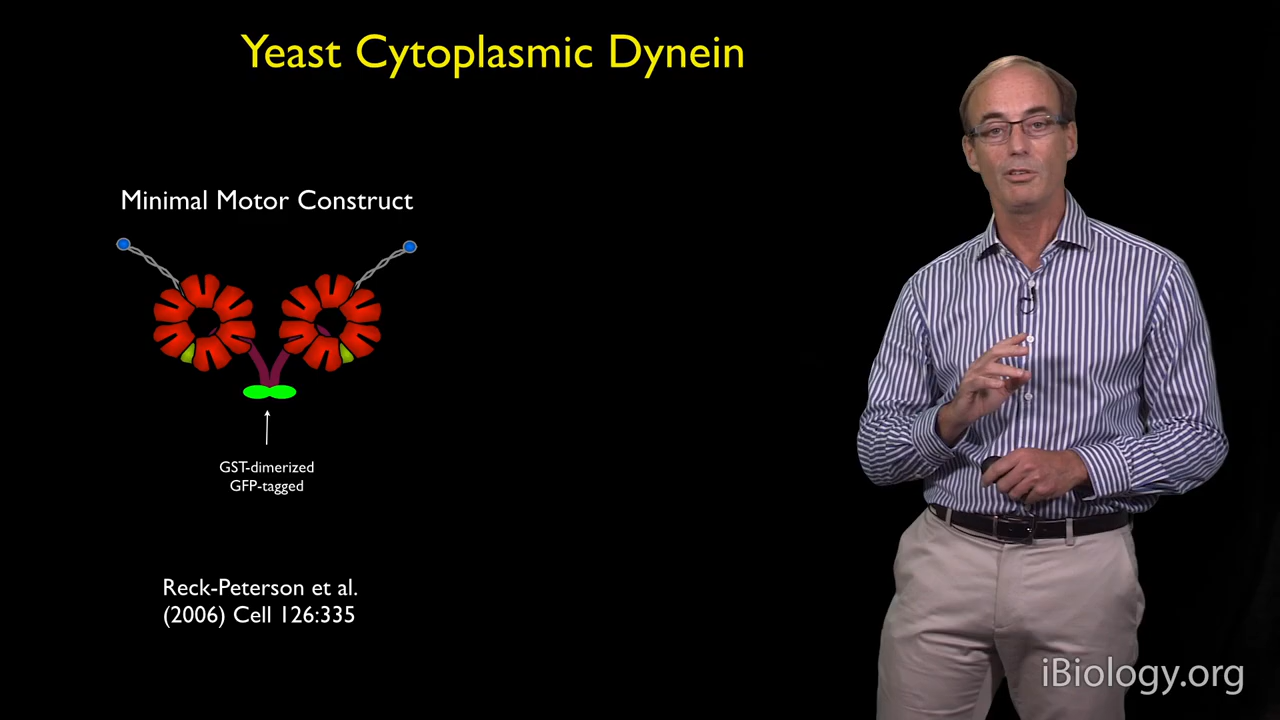 Yeast Cytoplasmic Dynein
Minimal Motor Construct
GST-dimerized
GFP-tagged
Reck-Peterson et al.
(2006) Cell 126:335
iBiology.org